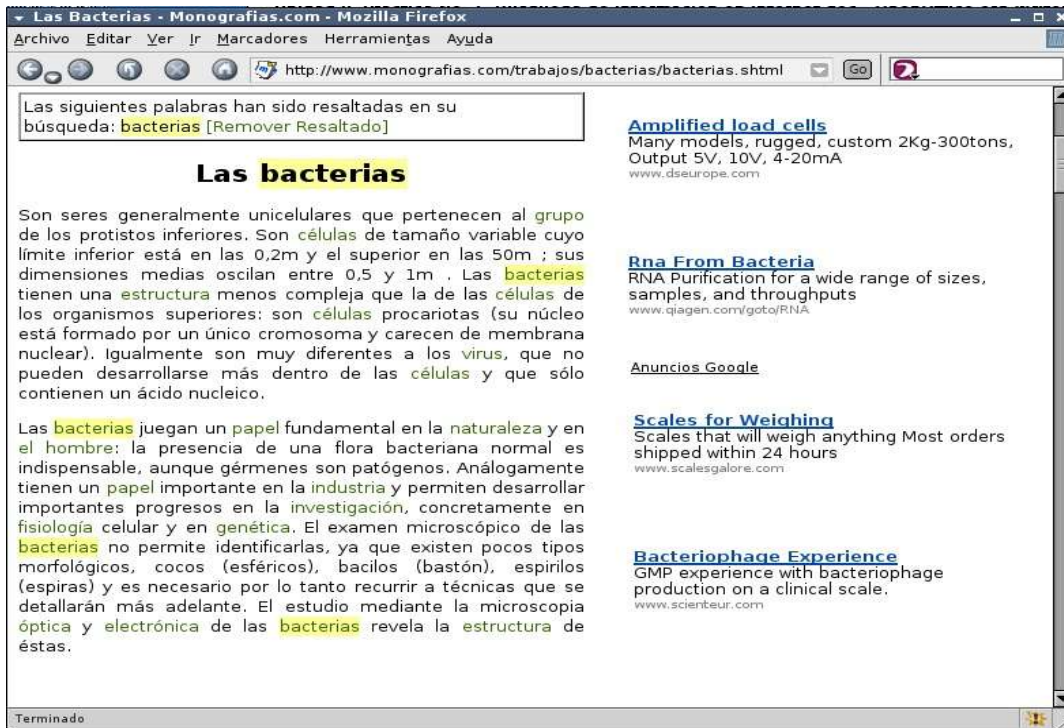 Las Bacterias - Monografias.com - Mozilla Firefox
Archivo Editar Ver Ir Marcadores Herramientas Ayuda
http://www.monografias.com/trabajos/bacterias/bacterias.shtml Go
Las siguientes palabras han sido resaltadas en su
búsqueda: bacterias [Remover Resaltado]
Las bacterias
Son seres generalmente unicelulares que pertenecen al grupo
de los protistos inferiores. Son células de tamaño variable cuyo
límite inferior está en las 0,2m y el superior en las 50m ; sus
dimensiones medias oscilan entre 0,5 y 1m . Las bacterias
tienen una estructura menos compleja que la de las células de
los organismos superiores: son células procariotas (su núcleo
está formado por un único cromosoma y carecen de membrana
nuclear). Igualmente son muy diferentes a los virus, que no
pueden desarrollarse más dentro de las células y que sólo
contienen un ácido nucleico.
Las bacterias juegan un papel fundamental en la naturaleza y en
el hombre: la presencia de una flora bacteriana normal es
indispensable, aunque gérmenes son patógenos. Análogamente
tienen un papel importante en la industria y permiten desarrollar
importantes progresos en la investigación, concretamente en
fisiología celular y en genética. El examen microscópico de las
bacterias no permite identificarlas, ya que existen pocos tipos
morfológicos, cocos (esféricos), bacilos (bastón), espirilos
(espiras) y es necesario por lo tanto recurrir a técnicas que se
detallarán más adelante. El estudio mediante la microscopia
óptica y electrónica de las bacterias revela la estructura de
éstas.
Amplified load cells
Many models, rugged, custom 2Kg-300tons,
Output 5V, 10V, 4-20mA
www.dseurope.com
Rna From Bacteria
RNA Purification for a wide range of sizes,
samples, and throughputs
www.qiagen.com/goto/RNA
Anuncios Google
Scales for Weighing
Scales that will weigh anything Most orders
shipped within 24 hours
www.scalesgalore.com
Bacteriophage Experience
GMP experience with bacteriophage
production on a clinical scale.
www.scienteur.com
Terminado